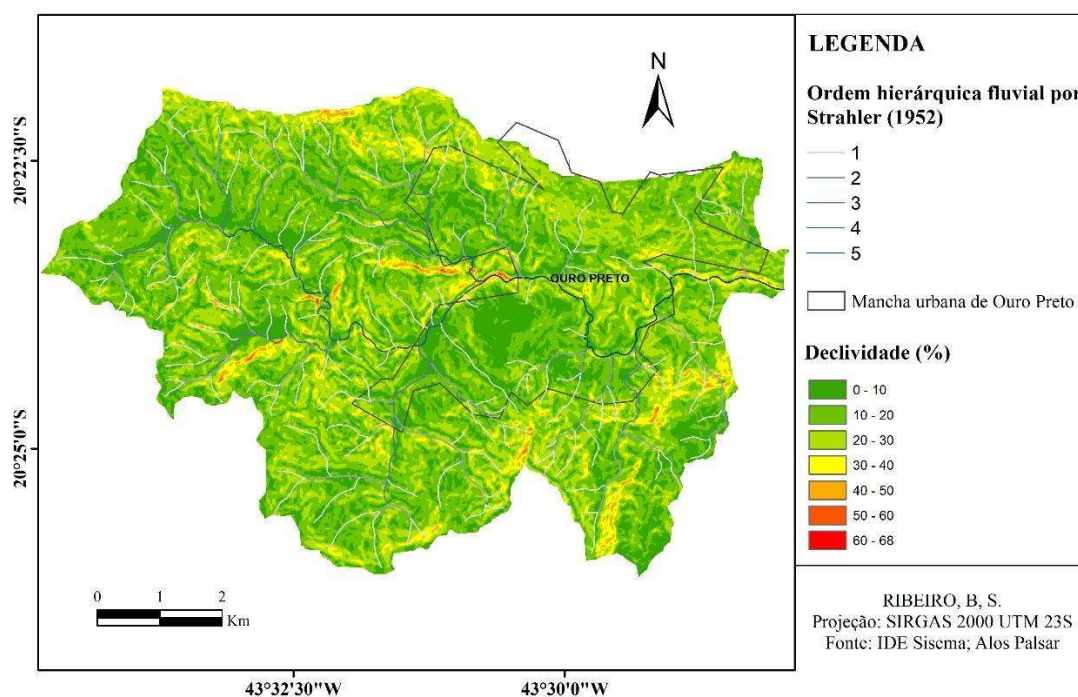 N
20°22'30"S
20°25'0"S
OURO PRETO
0 1 2
Km
43°32'30"W 43°30'0"W
LEGENDA
Ordem hierárquica fluvial por
Strahler (1952)
1
2
3
4
5
Mancha urbana de Ouro Preto
Declividade (%)
0 - 10
10 - 20
20 - 30
30 - 40
40 - 50
50 - 60
60 - 68
RIBEIRO, B, S.
Projeção: SIRGAS 2000 UTM 23S
Fonte: IDE Sisema; Alos Palsar